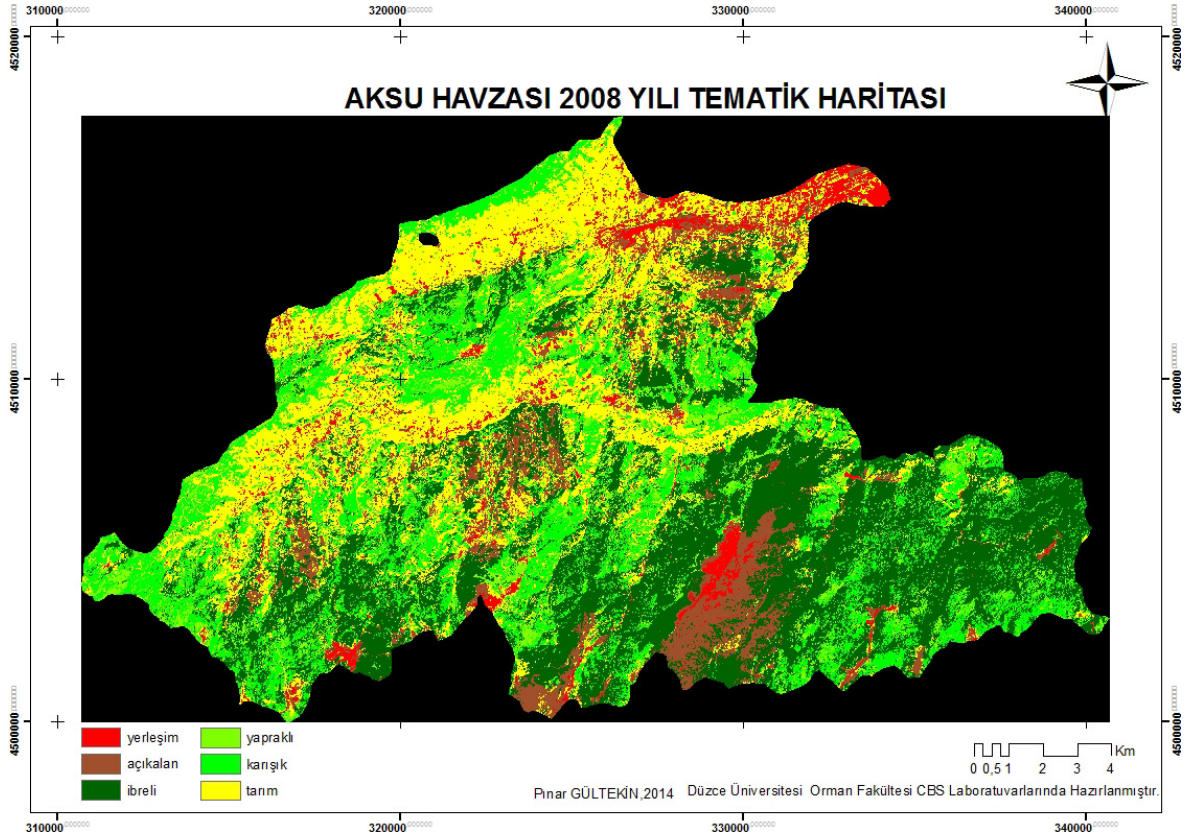 310000 320000 330000 340000
4520000 4520000
AKSU HAVZASI 2008 YILI TEMATİK HARİTASI
4510000 4510000
4500000 4500000
yerleşim yapraklı
açıkalan karışık
ibreli tarım
Km
0 0,5 1 2 3 4
Pınar GÜLTEKİN,2014 Düzce Üniversitesi Orman Fakültesi CBS Laboratuvarlarında Hazırlanmıştır.
310000 320000 330000 340000